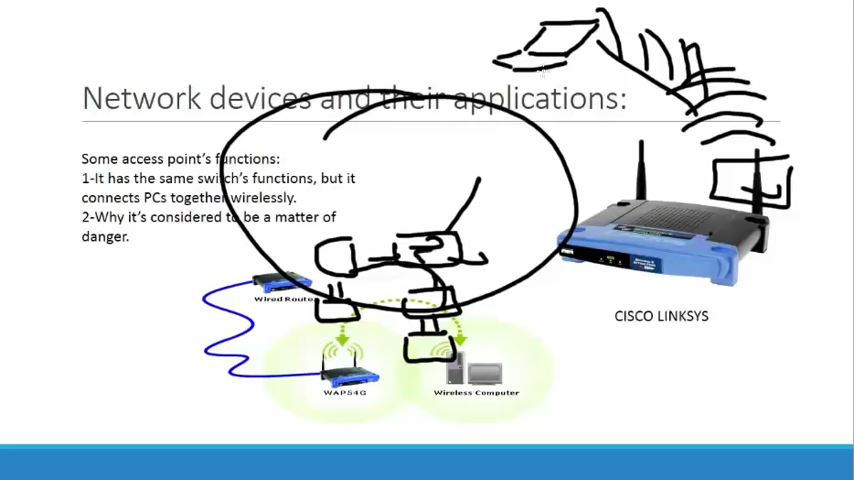 Network devices and their applications:
Some access point's functions:
1-It has the same switch's functions, but it
connects PCs together wirelessly.
2-Why it's considered to be a matter of
danger.
Wired Route
WAP54G
Wireless Computer
CISCO LINKSYS